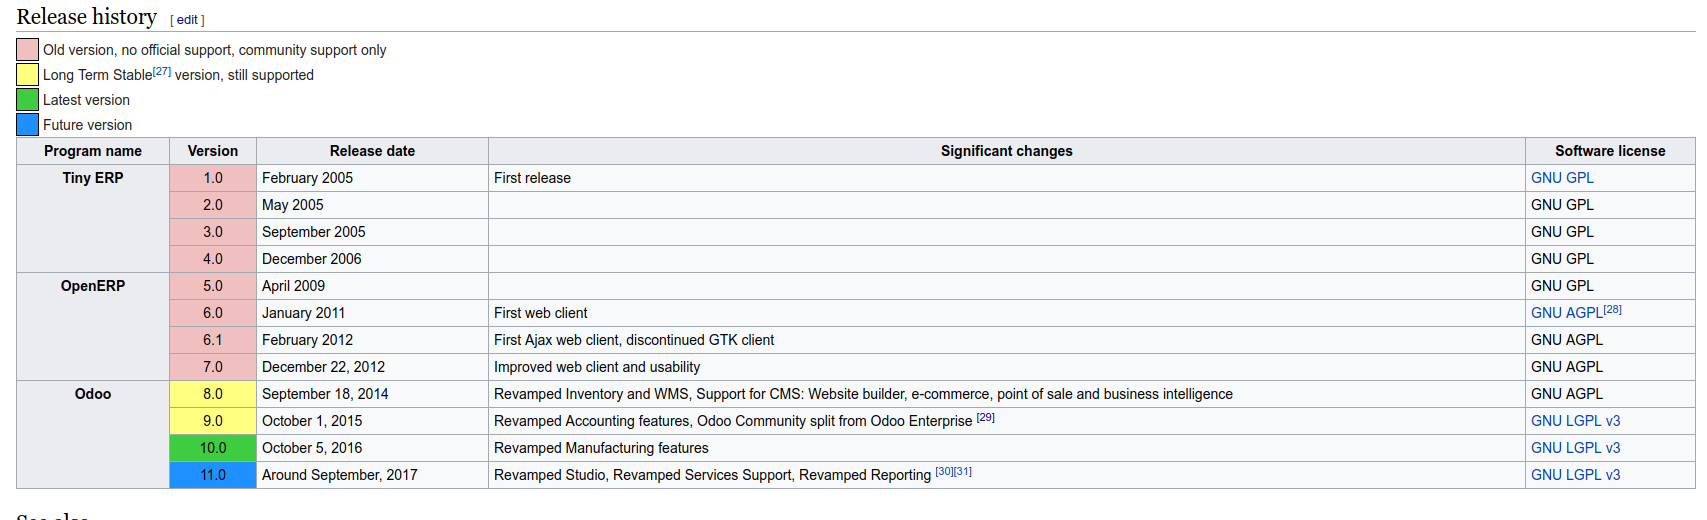 Release history [ edit ]
Old version, no official support, community support only
Long Term Stable[27] version, still supported
Latest version
Future version
Program name Version Release date Significant changes Software license
Tiny ERP 1.0 February 2005 First release GNU GPL
2.0 May 2005 GNU GPL
3.0 September 2005 GNU GPL
4.0 December 2006 GNU GPL
OpenERP 5.0 April 2009 GNU GPL
6.0 January 2011 First web client GNU AGPL[28]
6.1 February 2012 First Ajax web client, discontinued GTK client GNU AGPL
7.0 December 22, 2012 Improved web client and usability GNU AGPL
Odoo 8.0 September 18, 2014 Revamped Inventory and WMS, Support for CMS: Website builder, e-commerce, point of sale and business intelligence GNU AGPL
9.0 October 1, 2015 Revamped Accounting features, Odoo Community split from Odoo Enterprise [29] GNU LGPL v3
10.0 October 5, 2016 Revamped Manufacturing features GNU LGPL v3
11.0 Around September, 2017 Revamped Studio, Revamped Services Support, Revamped Reporting [30][31] GNU LGPL v3
See also